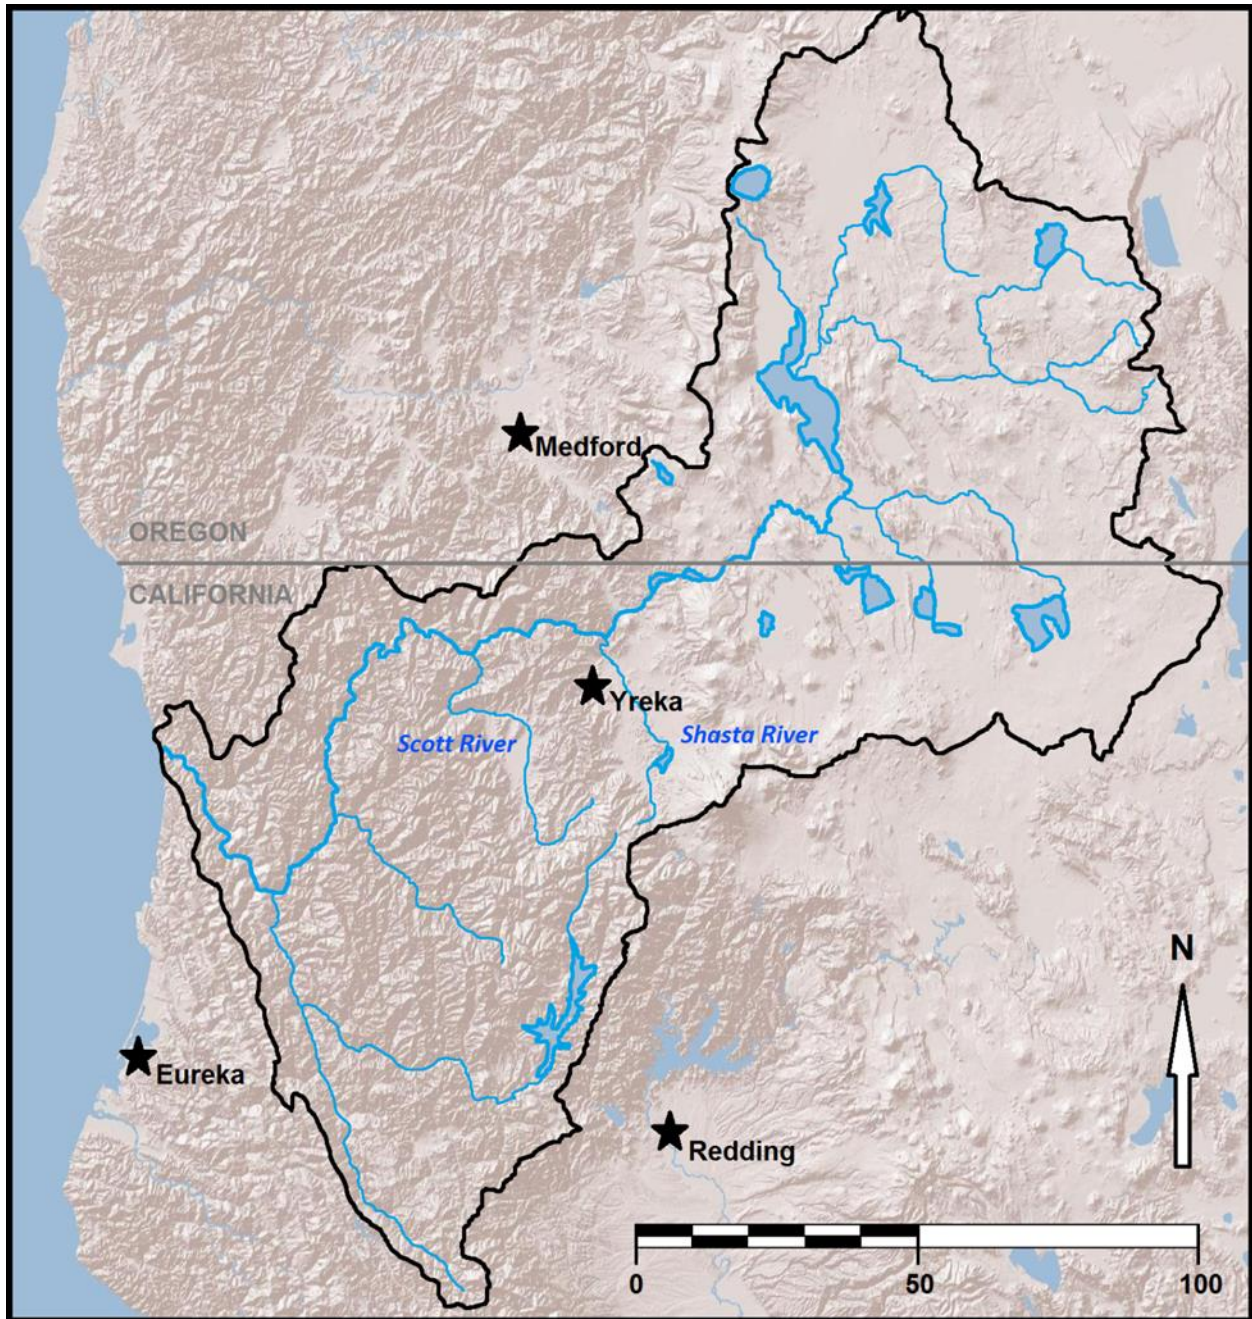 Medford
OREGON
CALIFORNIA
Yreka
Scott River
Shasta River
N
Eureka
Redding
0 50 100